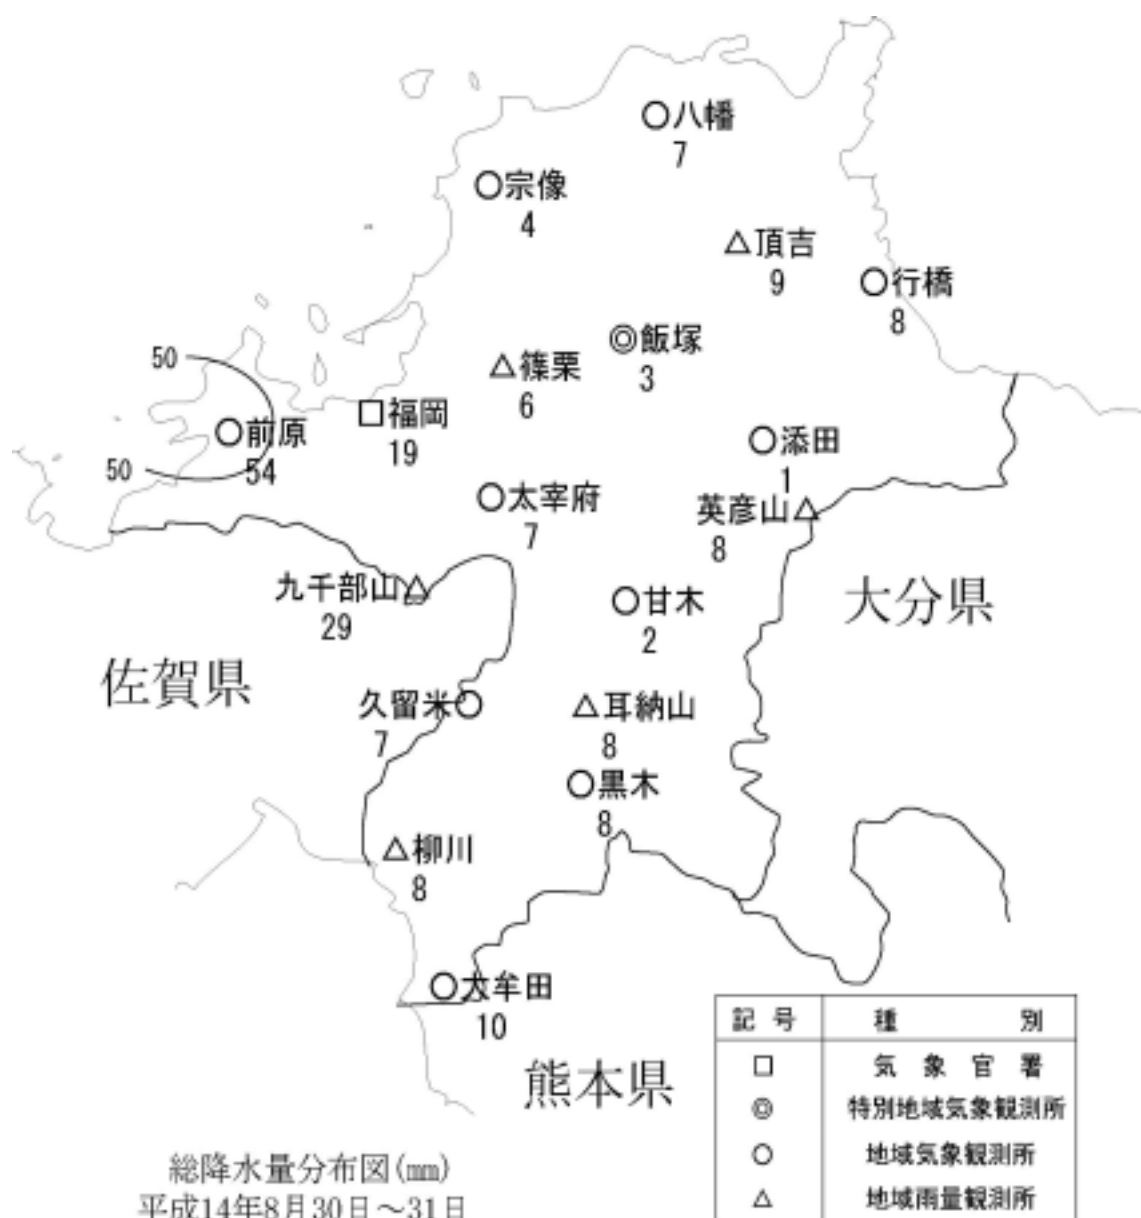 八幡
7
宗像
4
頂吉
9
行橋
8
飯塚
3
50
篠栗
6
福岡
19
前原
54
50
添田
1
太宰府
7
英彦山
8
九千部山
29
甘木
2
大分県
佐賀県
久留米
7
耳納山
8
黒木
8
柳川
8
大牟田
10
熊本県
記号 種別
□ 気象官署
◎ 特別地域気象観測所
○ 地域気象観測所
△ 地域雨量観測所
総降水量分布図(㎜)
平成14年8月30日~31日